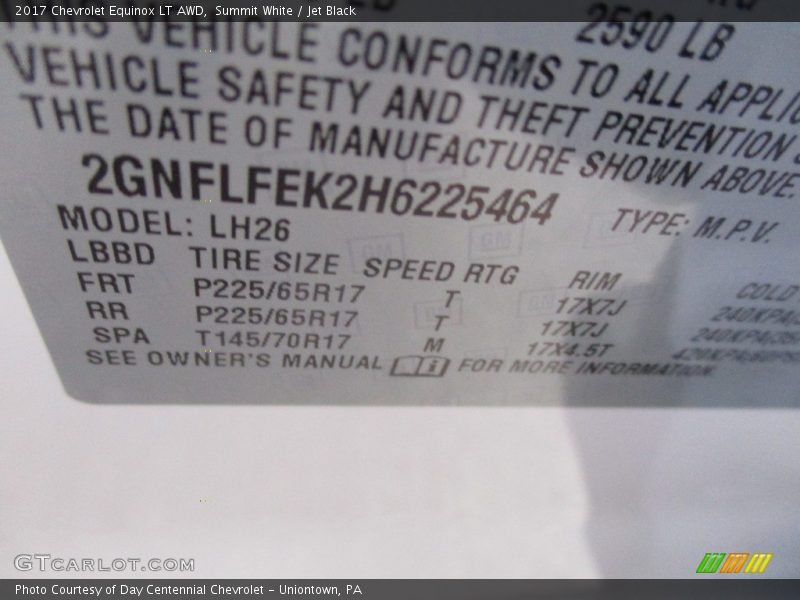 2017 Chevrolet Equinox LT AWD, Summit White / Jet Black
2590 LB
THIS VEHICLE CONFORMS TO ALL
VEHICLE SAFETY AND THEFT PREVENTION
THE DATE OF MANUFACTURE SHOWN ABOVE.
2GNFLFEK2H6225464 TYPE: M.P.V.
MODEL: LH26
LBBD TIRE SIZE SPEED RTG RIM COLD
FRT P225/65R17 T 17X7J
RR P225/65R17 T 17X7J
SPA T145/70R17 M 17X4.5T
SEE OWNER'S MANUAL FOR MORE INFORMATION
GTCARLOT.COM
Photo Courtesy of Day Centennial Chevrolet - Uniontown, PA